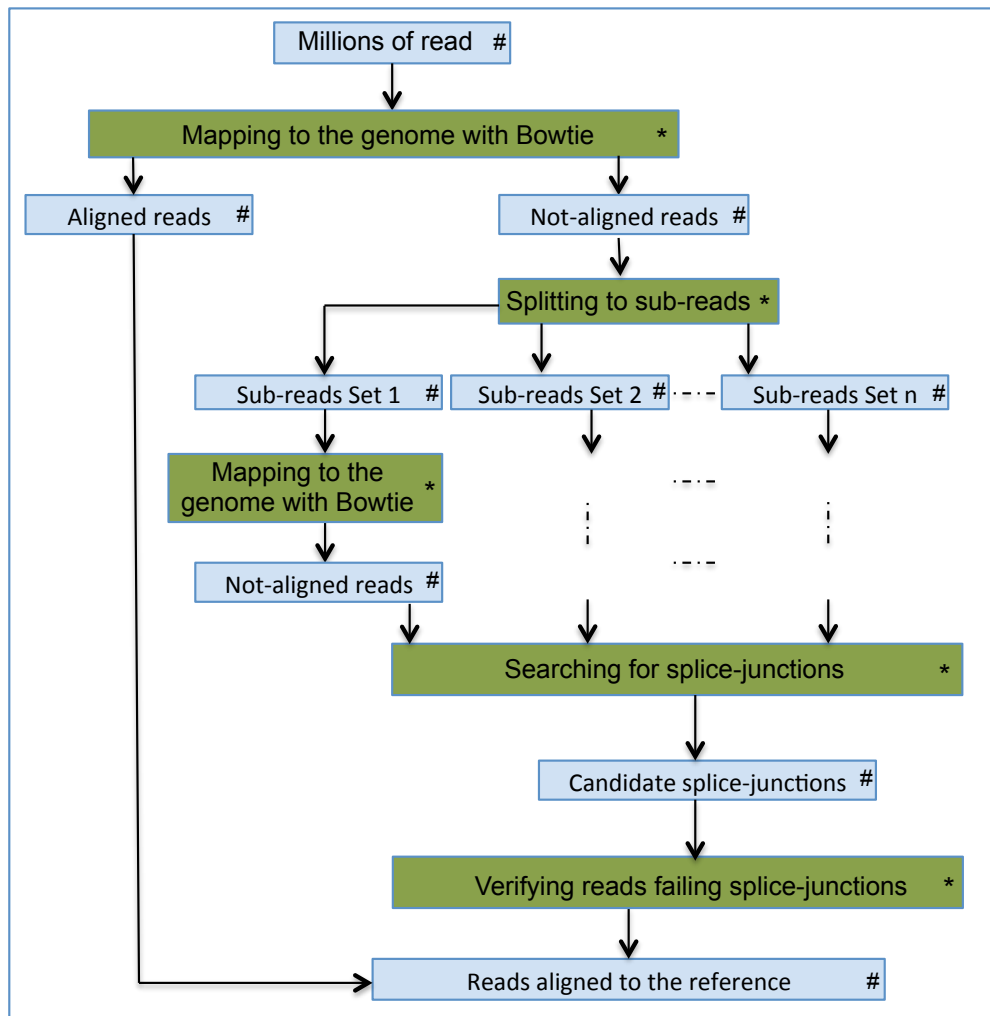 Millions of read #
Mapping to the genome with Bowtie *
Aligned reads #
Not-aligned reads #
Splitting to sub-reads *
Sub-reads Set 1 #
Sub-reads Set 2 #
Sub-reads Set n #
Mapping to the
genome with Bowtie *
Not-aligned reads #
Searching for splice-junctions *
Candidate splice-junctions #
Verifying reads failing splice-junctions *
Reads aligned to the reference #